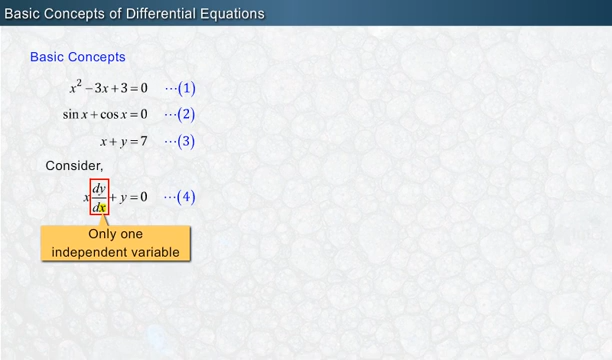 Basic Concepts of Differential Equations
Basic Concepts
x² − 3x + 3 = 0 ⋯(1)
sin x + cos x = 0 ⋯(2)
x + y = 7 ⋯(3)
Consider,
x dy/dx + y = 0 ⋯(4)
Only one
independent variable